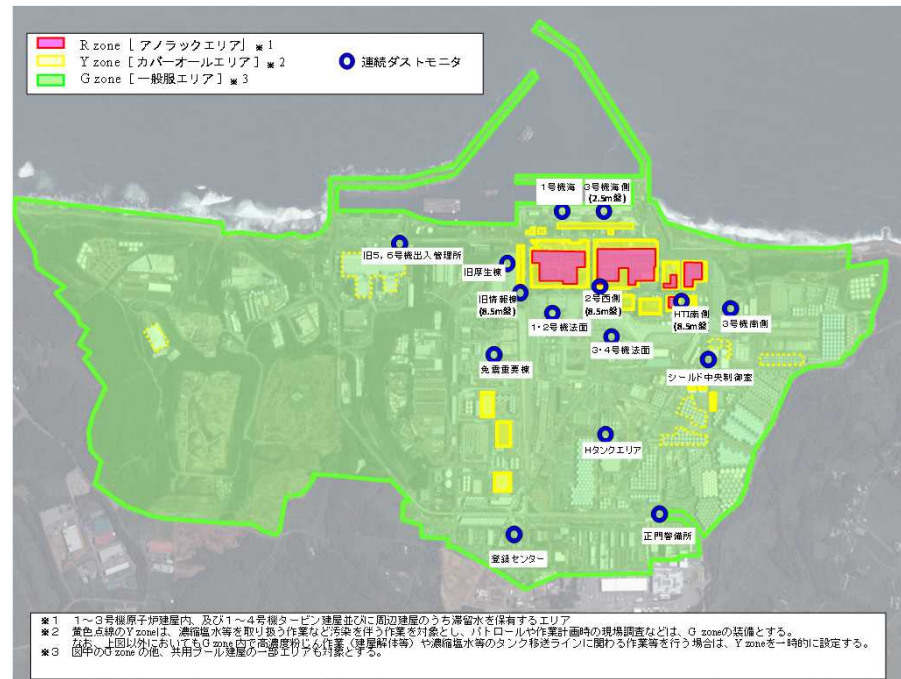 R zone [アノラックエリア] ※1
Y zone [カバーオールエリア] ※2
G zone [一般服エリア] ※3
連続ダストモニタ
1号機海
3号機海側
(2.5m盤)
旧5,6号機出入管理所
旧厚生棟
旧情報棟
(8.5m盤)
2号西側
(8.5m盤)
HTI南側
(8.5m盤)
3号機南側
1・2号機法面
3・4号機法面
免震重要棟
シールド中央制御室
Hタンクエリア
正門警備所
登録センター
※1 1~3号機原子炉建屋内、及び1~4号機タービン建屋並びに周辺建屋のうち滞留水を保有するエリア
※2 黄色点線のY zoneは、濃縮塩水等を取り扱う作業など汚染を伴う作業を対象とし、パトロールや作業計画時の現場調査などは、G zoneの装備とする。
なお、上図以外においてもG zone内で高濃度粉じん作業(建屋解体等)や濃縮塩水等のタンク移送ラインに関わる作業等を行う場合は、Y zoneを一時的に設定する。
※3 図中のG zoneの他、共用プール建屋の一部エリアも対象とする。